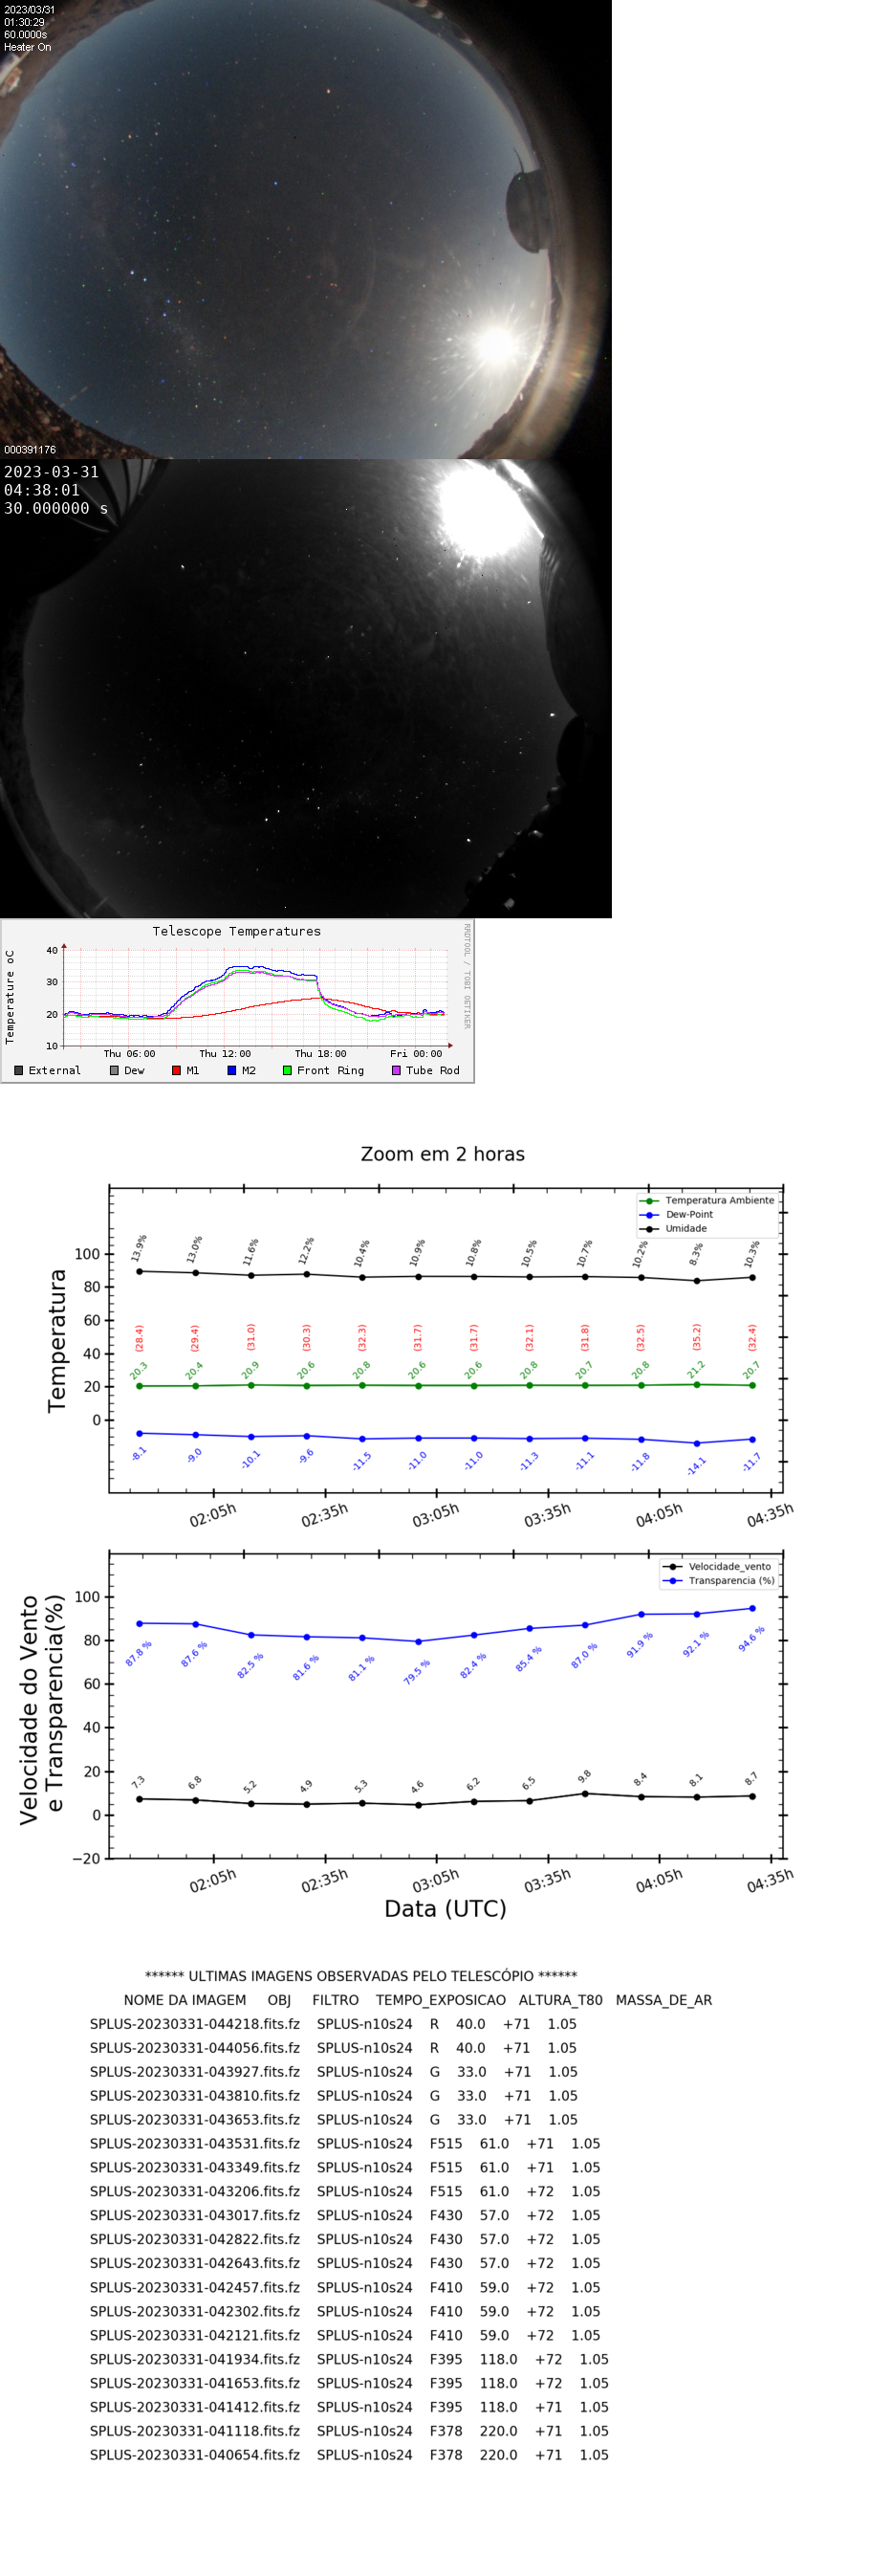 2023/03/31
01:30:29
60.0000s
Heater On
000391176
2023-03-31
04:38:01
30.000000 s
Telescope Temperatures
RRDTOOL / TOBI OETIKER
Temperature oC
40
30
20
10
Thu 06:00 Thu 12:00 Thu 18:00 Fri 00:00
External Dew M1 M2 Front Ring Tube Rod
Zoom em 2 horas
Temperatura Ambiente
Dew-Point
Umidade
Temperatura
100
80
60
40
20
0
13.9% 13.0% 11.6% 12.2% 10.4% 10.9% 10.8% 10.5% 10.7% 10.2% 8.3% 10.3%
(28.4) (29.4) (31.0) (30.3) (32.3) (31.7) (31.7) (32.1) (31.8) (32.5) (35.2) (32.4)
20.3 20.4 20.9 20.6 20.8 20.6 20.6 20.8 20.7 20.8 21.2 20.7
-8.1 -9.0 -10.1 -9.6 -11.5 -11.0 -11.0 -11.3 -11.1 -11.8 -14.1 -11.7
02:05h 02:35h 03:05h 03:35h 04:05h 04:35h
Velocidade_vento
Transparencia (%)
Velocidade do Vento
e Transparencia(%)
100
80
60
40
20
0
−20
87.8 % 87.6 % 82.5 % 81.6 % 81.1 % 79.5 % 82.4 % 85.4 % 87.0 % 91.9 % 92.1 % 94.6 %
7.3 6.8 5.2 4.9 5.3 4.6 6.2 6.5 9.8 8.4 8.1 8.7
02:05h 02:35h 03:05h 03:35h 04:05h 04:35h
Data (UTC)
****** ULTIMAS IMAGENS OBSERVADAS PELO TELESCÓPIO ******
NOME DA IMAGEM OBJ FILTRO TEMPO_EXPOSICAO ALTURA_T80 MASSA_DE_AR
SPLUS-20230331-044218.fits.fz SPLUS-n10s24 R 40.0 +71 1.05
SPLUS-20230331-044056.fits.fz SPLUS-n10s24 R 40.0 +71 1.05
SPLUS-20230331-043927.fits.fz SPLUS-n10s24 G 33.0 +71 1.05
SPLUS-20230331-043810.fits.fz SPLUS-n10s24 G 33.0 +71 1.05
SPLUS-20230331-043653.fits.fz SPLUS-n10s24 G 33.0 +71 1.05
SPLUS-20230331-043531.fits.fz SPLUS-n10s24 F515 61.0 +71 1.05
SPLUS-20230331-043349.fits.fz SPLUS-n10s24 F515 61.0 +71 1.05
SPLUS-20230331-043206.fits.fz SPLUS-n10s24 F515 61.0 +72 1.05
SPLUS-20230331-043017.fits.fz SPLUS-n10s24 F430 57.0 +72 1.05
SPLUS-20230331-042822.fits.fz SPLUS-n10s24 F430 57.0 +72 1.05
SPLUS-20230331-042643.fits.fz SPLUS-n10s24 F430 57.0 +72 1.05
SPLUS-20230331-042457.fits.fz SPLUS-n10s24 F410 59.0 +72 1.05
SPLUS-20230331-042302.fits.fz SPLUS-n10s24 F410 59.0 +72 1.05
SPLUS-20230331-042121.fits.fz SPLUS-n10s24 F410 59.0 +72 1.05
SPLUS-20230331-041934.fits.fz SPLUS-n10s24 F395 118.0 +72 1.05
SPLUS-20230331-041653.fits.fz SPLUS-n10s24 F395 118.0 +72 1.05
SPLUS-20230331-041412.fits.fz SPLUS-n10s24 F395 118.0 +71 1.05
SPLUS-20230331-041118.fits.fz SPLUS-n10s24 F378 220.0 +71 1.05
SPLUS-20230331-040654.fits.fz SPLUS-n10s24 F378 220.0 +71 1.05